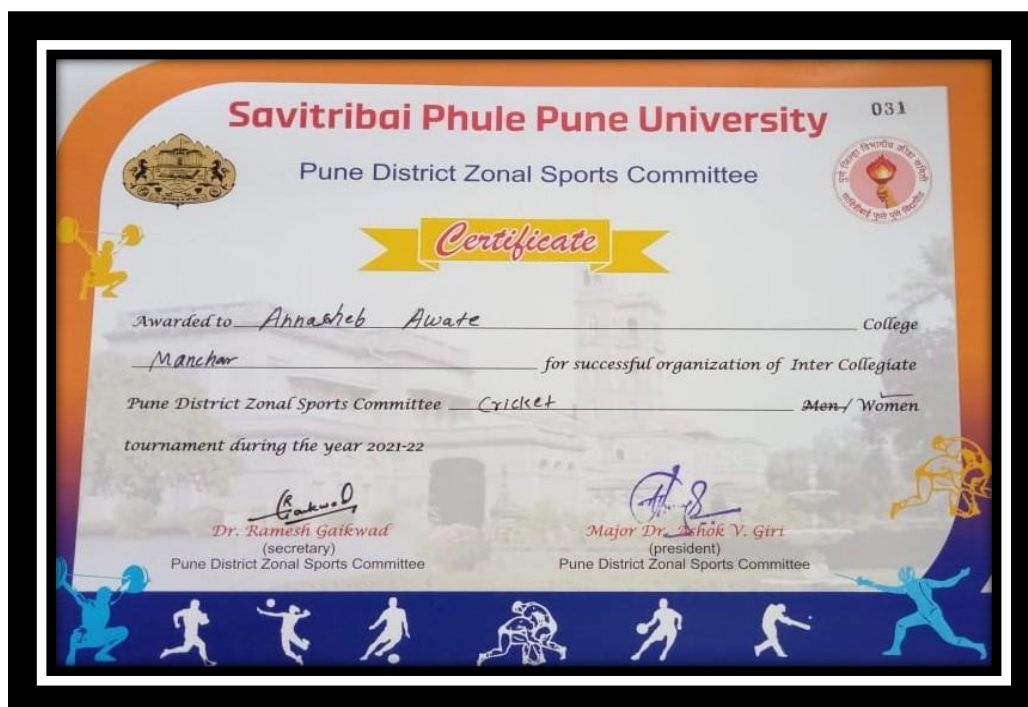 Savitribai Phule Pune University
031
Pune District Zonal Sports Committee
Certificate
Awarded to Annasheb Awate College
Manchar for successful organization of Inter Collegiate
Pune District Zonal Sports Committee Cricket Men / Women
tournament during the year 2021-22
Gaikwad
Dr. Ramesh Gaikwad
Major Dr. Ashok V. Giri
(secretary)
(president)
Pune District Zonal Sports Committee
Pune District Zonal Sports Committee
पुणे जिल्हा विभागीय क्रीडा समिती
सावित्रीबाई फुले पुणे विद्यापीठ